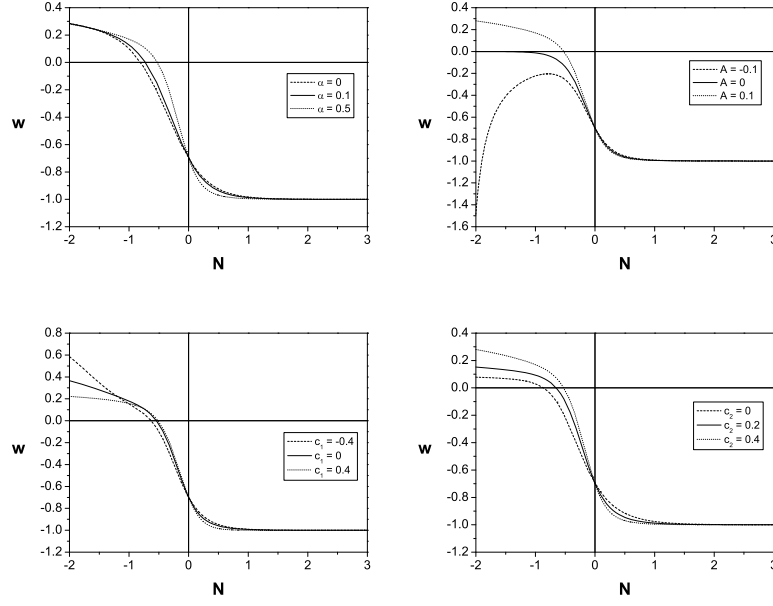 0.4
0.2
0.0
-0.2
-0.4
-0.6
-0.8
-1.0
-1.2
w
-2 -1 0 1 2 3
N
α = 0
α = 0.1
α = 0.5
0.4
0.2
0.0
-0.2
-0.4
-0.6
-0.8
-1.0
-1.2
-1.4
-1.6
w
-2 -1 0 1 2 3
N
A = -0.1
A = 0
A = 0.1
0.8
0.6
0.4
0.2
0.0
-0.2
-0.4
-0.6
-0.8
-1.0
-1.2
w
-2 -1 0 1 2 3
N
c₁ = -0.4
c₁ = 0
c₁ = 0.4
0.4
0.2
0.0
-0.2
-0.4
-0.6
-0.8
-1.0
-1.2
w
-2 -1 0 1 2 3
N
c₂ = 0
c₂ = 0.2
c₂ = 0.4